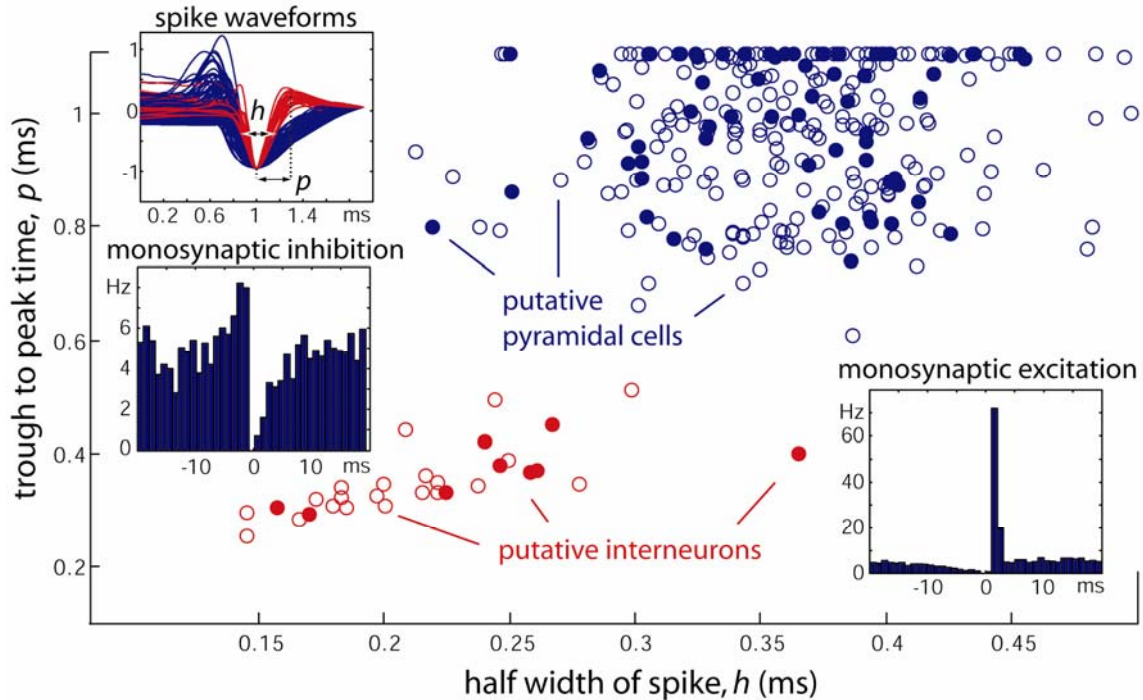 spike waveforms
1
0
-1
h
p
0.2 0.6 1 1.4 ms
monosynaptic inhibition
Hz
6
4
2
0
-10 0 10 ms
trough to peak time, p (ms)
1
0.8
0.6
0.4
0.2
putative
pyramidal cells
putative interneurons
monosynaptic excitation
Hz
60
40
20
0
-10 0 10 ms
0.15 0.2 0.25 0.3 0.35 0.4 0.45
half width of spike, h (ms)